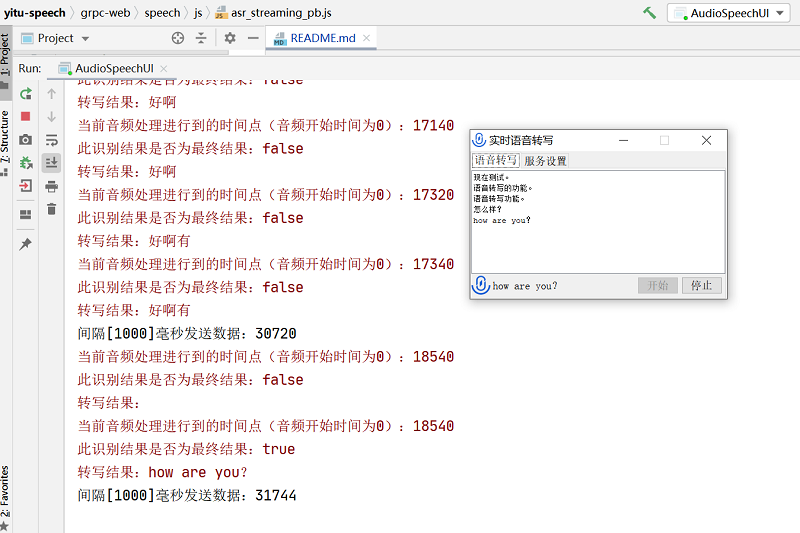 yitu-speech › grpc-web › speech › js › asr_streaming_pb.js
AudioSpeechUI
1: Project
Project
README.md
Run: AudioSpeechUI
7: Structure
2: Favorites
此识别结果是否为最终结果：false
转写结果：好啊
当前音频处理进行到的时间点（音频开始时间为0）：17140
此识别结果是否为最终结果：false
转写结果：好啊
当前音频处理进行到的时间点（音频开始时间为0）：17320
此识别结果是否为最终结果：false
转写结果：好啊有
当前音频处理进行到的时间点（音频开始时间为0）：17340
此识别结果是否为最终结果：false
转写结果：好啊有
间隔[1000]毫秒发送数据：30720
当前音频处理进行到的时间点（音频开始时间为0）：18540
此识别结果是否为最终结果：false
转写结果：
当前音频处理进行到的时间点（音频开始时间为0）：18540
此识别结果是否为最终结果：true
转写结果：how are you？
间隔[1000]毫秒发送数据：31744
实时语音转写
语音转写 服务设置
现在测试。
语音转写的功能。
语音转写功能。
怎么样？
how are you？
how are you？
开始 停止